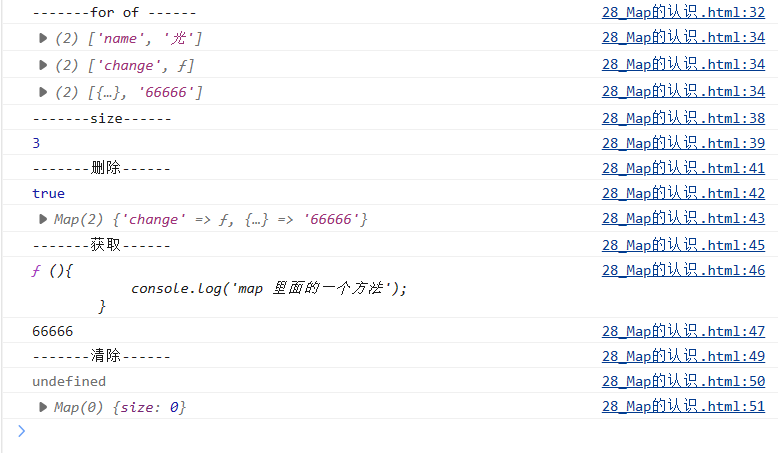 -------for of ------ 28_Map的认识.html:32
▶ (2) ['name', '光'] 28_Map的认识.html:34
▶ (2) ['change', ƒ] 28_Map的认识.html:34
▶ (2) [{…}, '66666'] 28_Map的认识.html:34
-------size------ 28_Map的认识.html:38
3 28_Map的认识.html:39
-------删除------ 28_Map的认识.html:41
true 28_Map的认识.html:42
▶ Map(2) {'change' => ƒ, {…} => '66666'} 28_Map的认识.html:43
-------获取------ 28_Map的认识.html:45
ƒ (){ 28_Map的认识.html:46
console.log('map 里面的一个方法');
}
66666 28_Map的认识.html:47
-------清除------ 28_Map的认识.html:49
undefined 28_Map的认识.html:50
▶ Map(0) {size: 0} 28_Map的认识.html:51